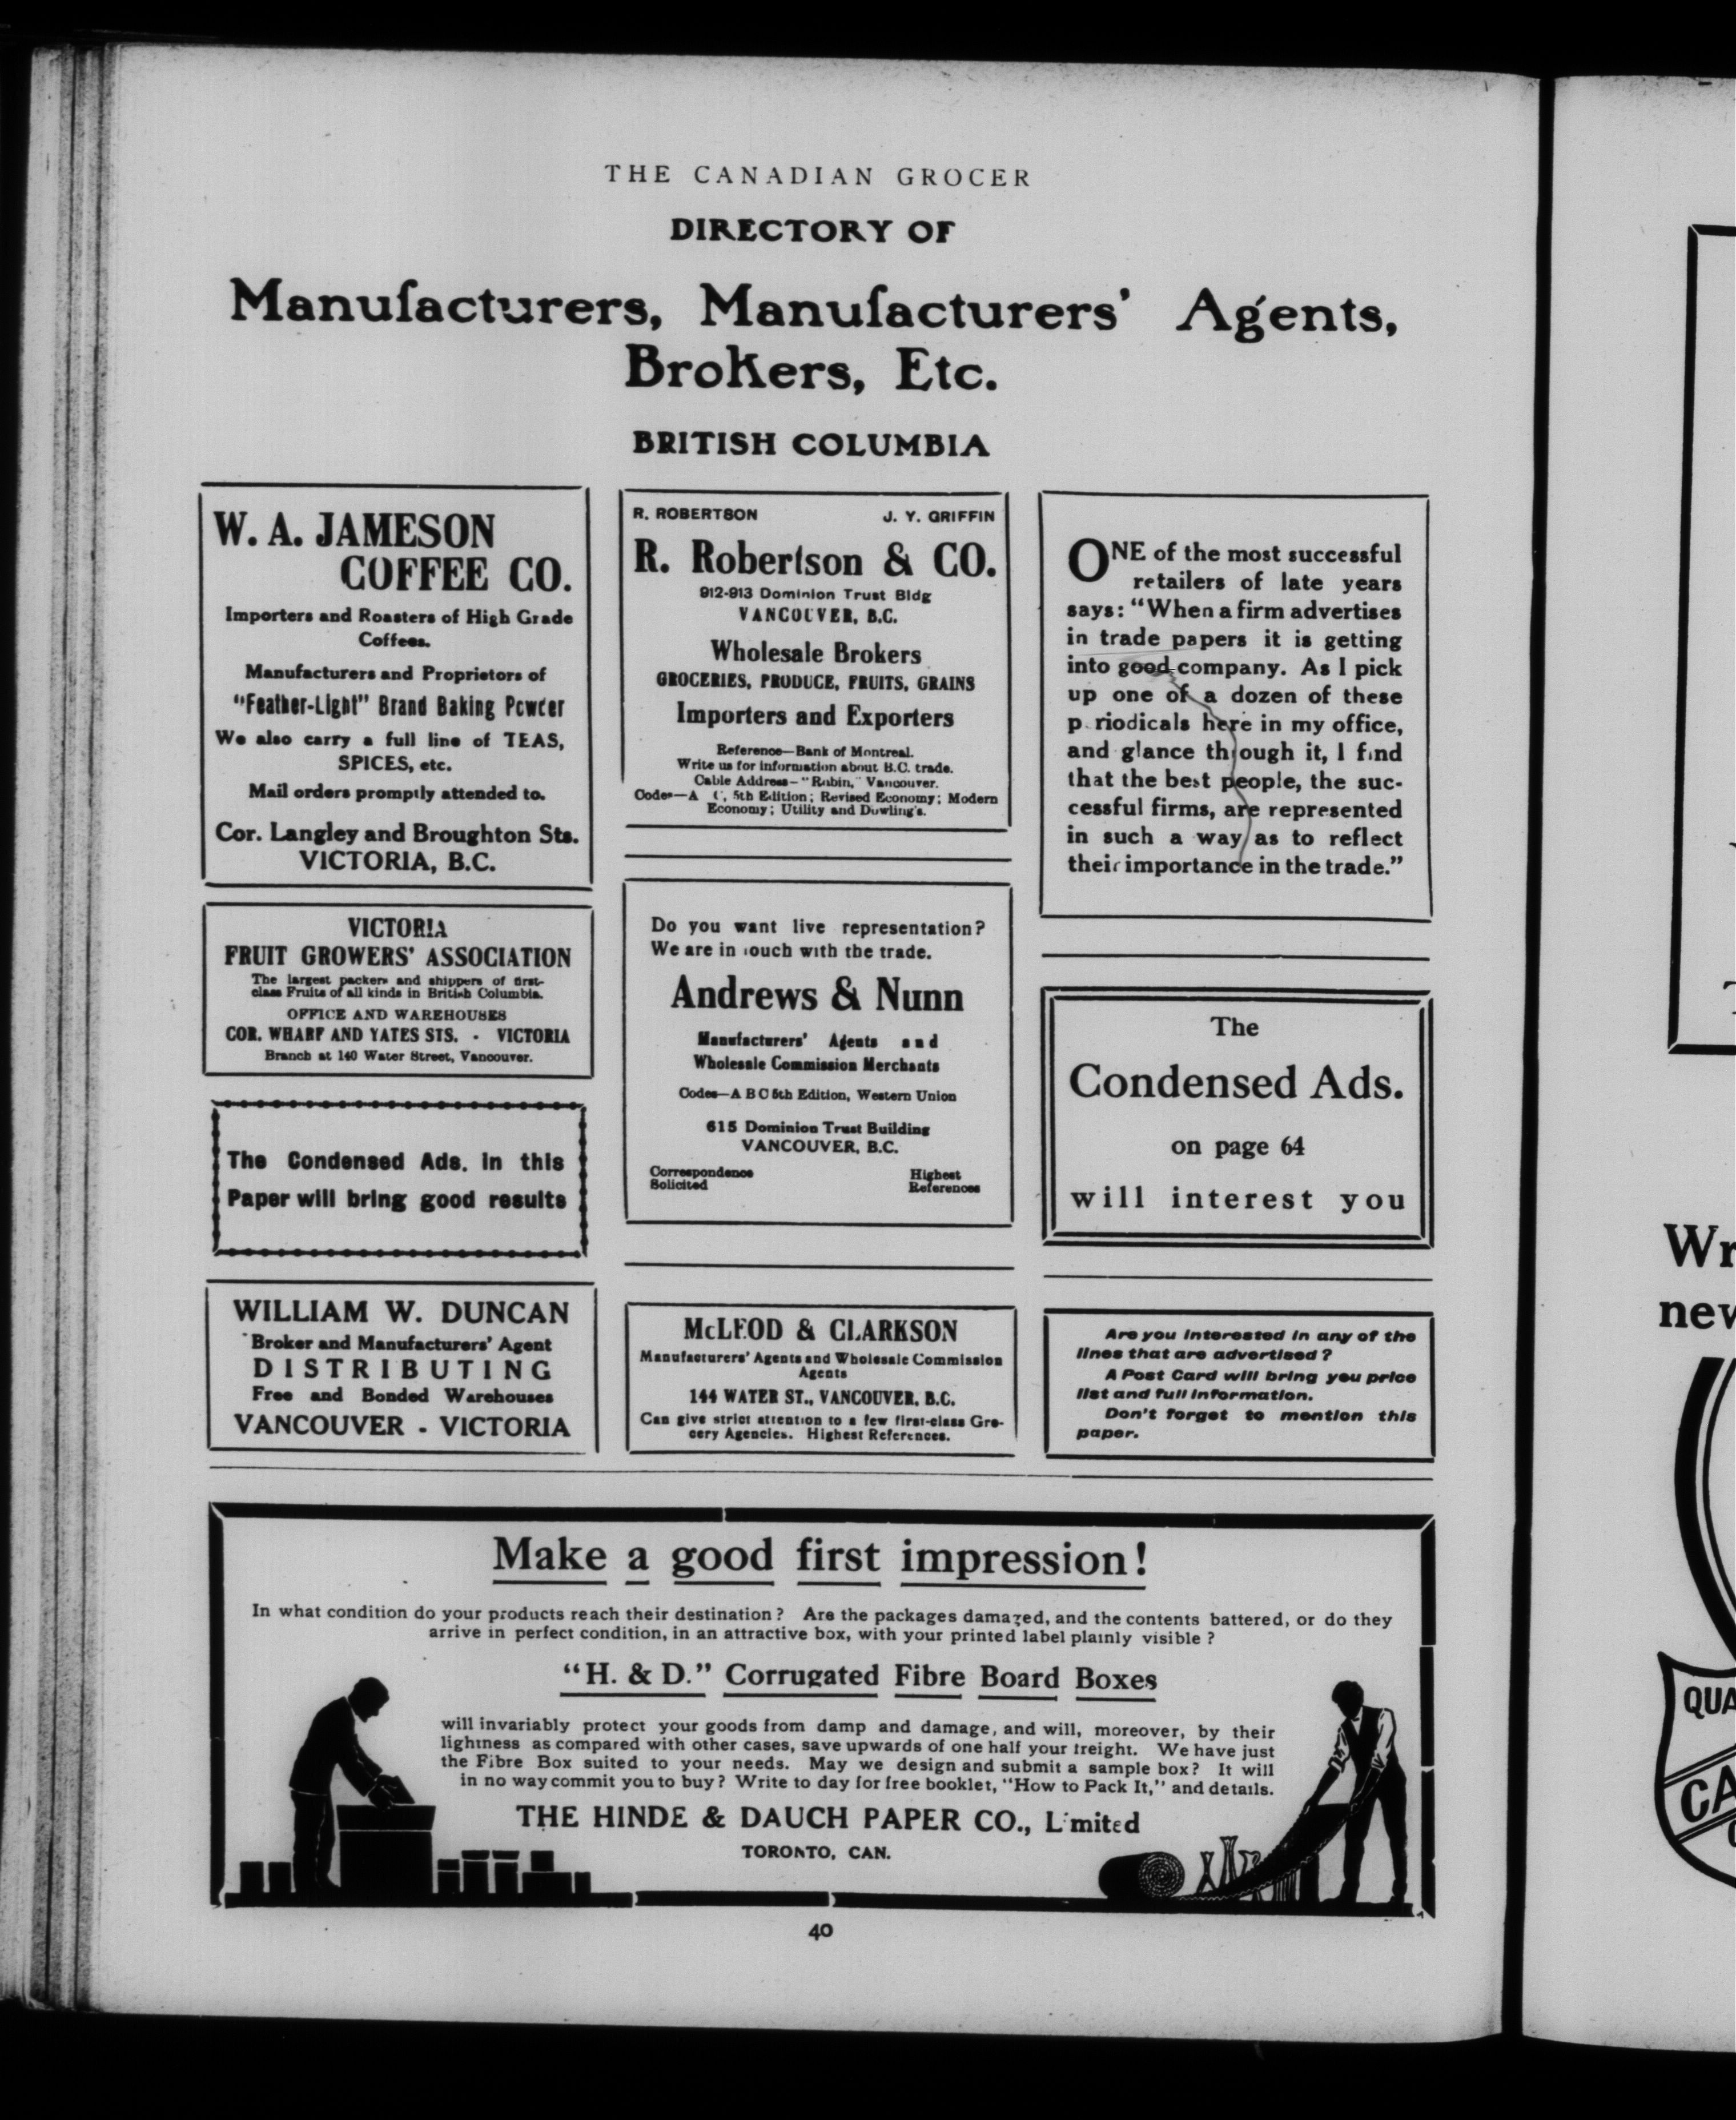 THE CANADIAN GROCER
DIRECTORY OF
Manufacturers, Manufacturers' Agents,
Brokers, Etc.
BRITISH COLUMBIA
W. A. JAMESON
COFFEE CO.
Importers and Roasters of High Grade
Coffees.
Manufacturers and Proprietors of
"Feather-Light" Brand Baking Powder
We also carry a full line of TEAS,
SPICES, etc.
Mail orders promptly attended to.
Cor. Langley and Broughton Sts.
VICTORIA, B.C.
VICTORIA
FRUIT GROWERS' ASSOCIATION
The largest packers and shippers of first-
class Fruits of all kinds in British Columbia.
OFFICE AND WAREHOUSES
COR. WHARF AND YATES STS. - VICTORIA
Branch at 140 Water Street, Vancouver.
The Condensed Ads. in this
Paper will bring good results
WILLIAM W. DUNCAN
Broker and Manufacturers' Agent
DISTRIBUTING
Free and Bonded Warehouses
VANCOUVER - VICTORIA
R. ROBERTSON J. Y. GRIFFIN
R. Robertson & CO.
912-913 Dominion Trust Bldg
VANCOUVER, B.C.
Wholesale Brokers
GROCERIES, PRODUCE, FRUITS, GRAINS
Importers and Exporters
Reference—Bank of Montreal.
Write us for information about B.C. trade.
Cable Address—"Robin," Vancouver.
Codes—A C, 5th Edition; Revised Economy; Modern
Economy; Utility and Dowling's.
Do you want live representation?
We are in touch with the trade.
Andrews & Nunn
Manufacturers' Agents and
Wholesale Commission Merchants
Codes—A B C 5th Edition, Western Union
615 Dominion Trust Building
VANCOUVER, B.C.
Correspondence Highest
Solicited References
McLEOD & CLARKSON
Manufacturers' Agents and Wholesale Commission
Agents
144 WATER ST., VANCOUVER, B.C.
Can give strict attention to a few first-class Gro-
cery Agencies. Highest References.
ONE of the most successful
retailers of late years
says: "When a firm advertises
in trade papers it is getting
into good company. As I pick
up one of a dozen of these
p riodicals here in my office,
and glance through it, I find
that the best people, the suc-
cessful firms, are represented
in such a way as to reflect
their importance in the trade."
The
Condensed Ads.
on page 64
will interest you
Are you interested in any of the
lines that are advertised?
A Post Card will bring you price
list and full information.
Don't forget to mention this
paper.
Make a good first impression!
In what condition do your products reach their destination? Are the packages damaged, and the contents battered, or do they
arrive in perfect condition, in an attractive box, with your printed label plainly visible?
"H. & D." Corrugated Fibre Board Boxes
will invariably protect your goods from damp and damage, and will, moreover, by their
lightness as compared with other cases, save upwards of one half your freight. We have just
the Fibre Box suited to your needs. May we design and submit a sample box? It will
in no way commit you to buy? Write to day for free booklet, "How to Pack It," and details.
THE HINDE & DAUCH PAPER CO., Limited
TORONTO, CAN.
40
Wr
new
QUA
CA